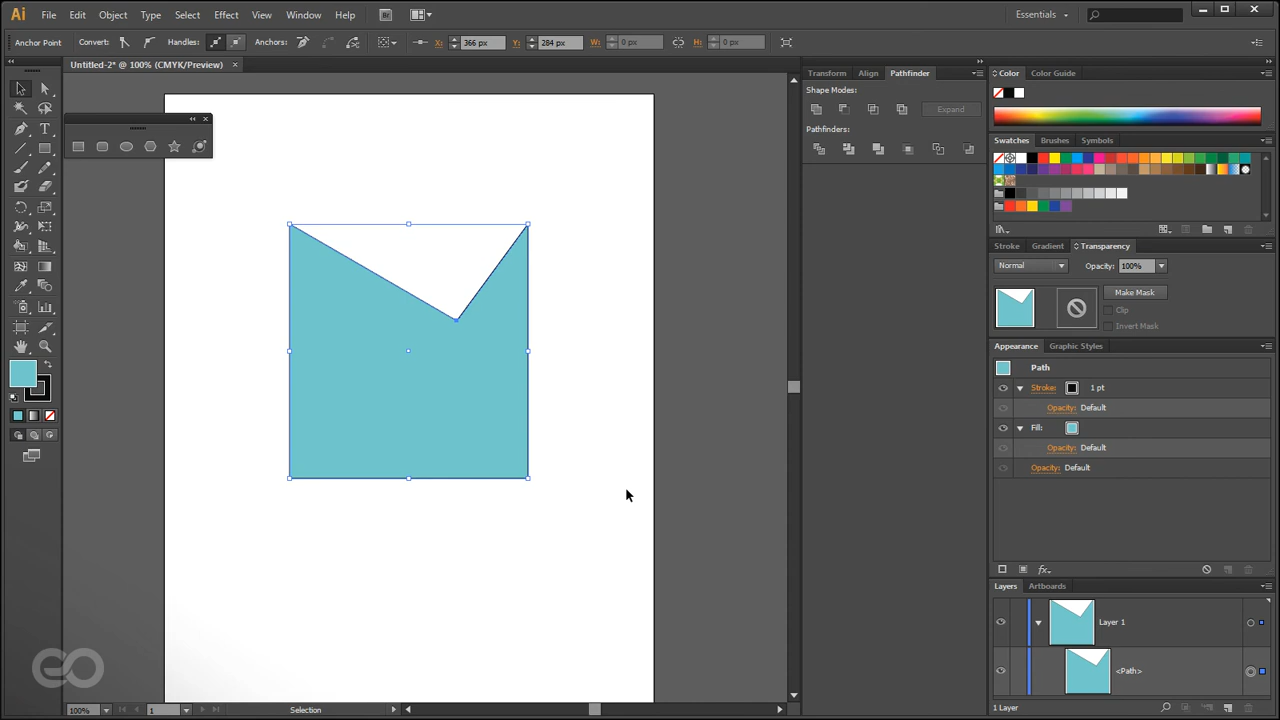 Ai File Edit Object Type Select Effect View Window Help Br Essentials
Anchor Point Convert: Handles: Anchors: X: 366 px Y: 284 px W: 0 px H: 0 px
Untitled-2* @ 100% (CMYK/Preview)
Transform Align Pathfinder
Shape Modes:
Expand
Pathfinders:
Color Color Guide
Swatches Brushes Symbols
Stroke Gradient Transparency
Normal Opacity: 100%
Make Mask
Clip
Invert Mask
Appearance Graphic Styles
Path
Stroke: 1 pt
Opacity: Default
Fill:
Opacity: Default
Opacity: Default
fx
Layers Artboards
Layer 1
<Path>
1 Layer
100% 1 Selection
T
eo